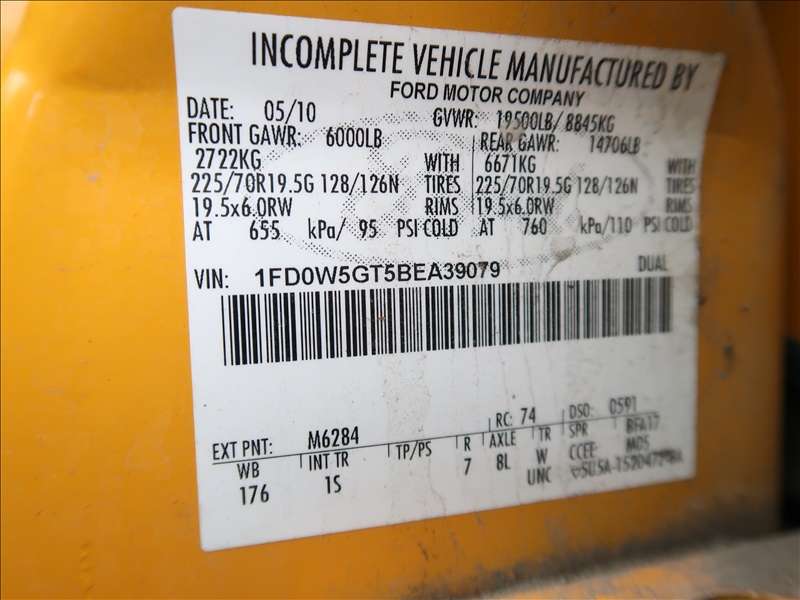 INCOMPLETE VEHICLE MANUFACTURED BY
FORD MOTOR COMPANY
DATE: 05/10 GVWR: 19500LB/ 8845KG
FRONT GAWR: 6000LB REAR GAWR: 14706LB
2722KG WITH 6671KG WITH
225/70R19.5G 128/126N TIRES 225/70R19.5G 128/126N TIRES
19.5x6.0RW RIMS 19.5x6.0RW RIMS
AT 655 kPa/ 95 PSI COLD AT 760 kPa/110 PSI COLD
VIN: 1FD0W5GT5BEA39079 DUAL
EXT PNT: M6284 RC: 74 DSO: 0591
WB INT TR TP/PS R AXLE TR SPR BFA17
176 1S 7 8L W CCEE MD5
UNC